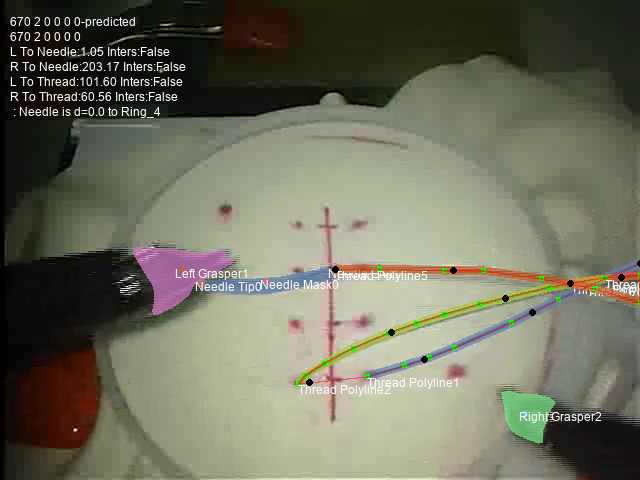 670 2 0 0 0 0-predicted
670 2 0 0 0 0
L To Needle:1.05 Inters:False
R To Needle:203.17 Inters:False
L To Thread:101.60 Inters:False
R To Thread:60.56 Inters:False
: Needle is d=0.0 to Ring_4
Left Grasper1
Thread Polyline5
Needle Tip0
Needle Mask0
Thread Polyline1
Thread Polyline2
Right Grasper2